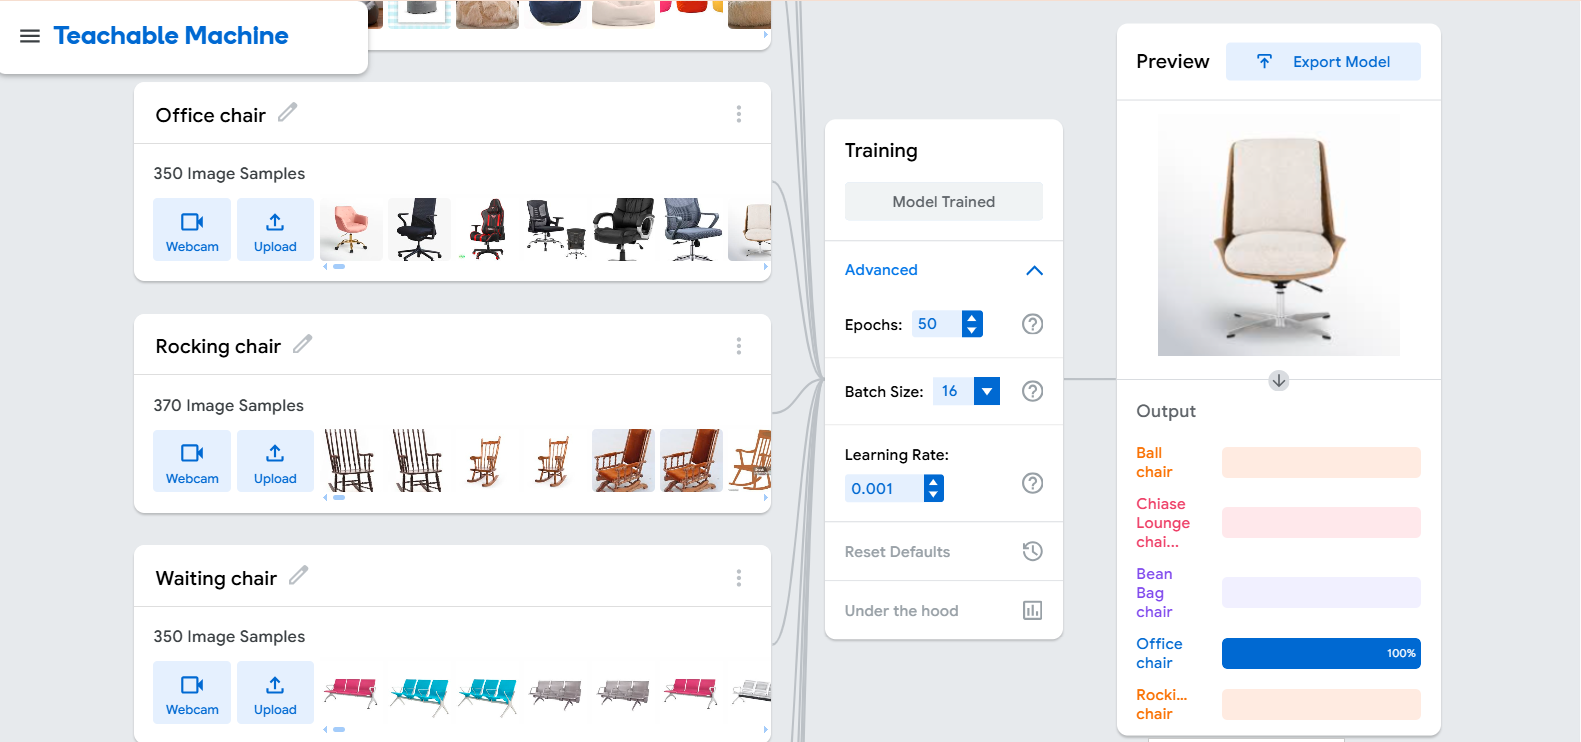 Teachable Machine
Office chair
350 Image Samples
Webcam
Upload
Rocking chair
370 Image Samples
Webcam
Upload
Waiting chair
350 Image Samples
Webcam
Upload
Training
Model Trained
Advanced
Epochs: 50
Batch Size: 16
Learning Rate:
0.001
Reset Defaults
Under the hood
Preview
Export Model
Output
Ball
chair
Chiase
Lounge
chai...
Bean
Bag
chair
Office
chair
100%
Rocki...
chair